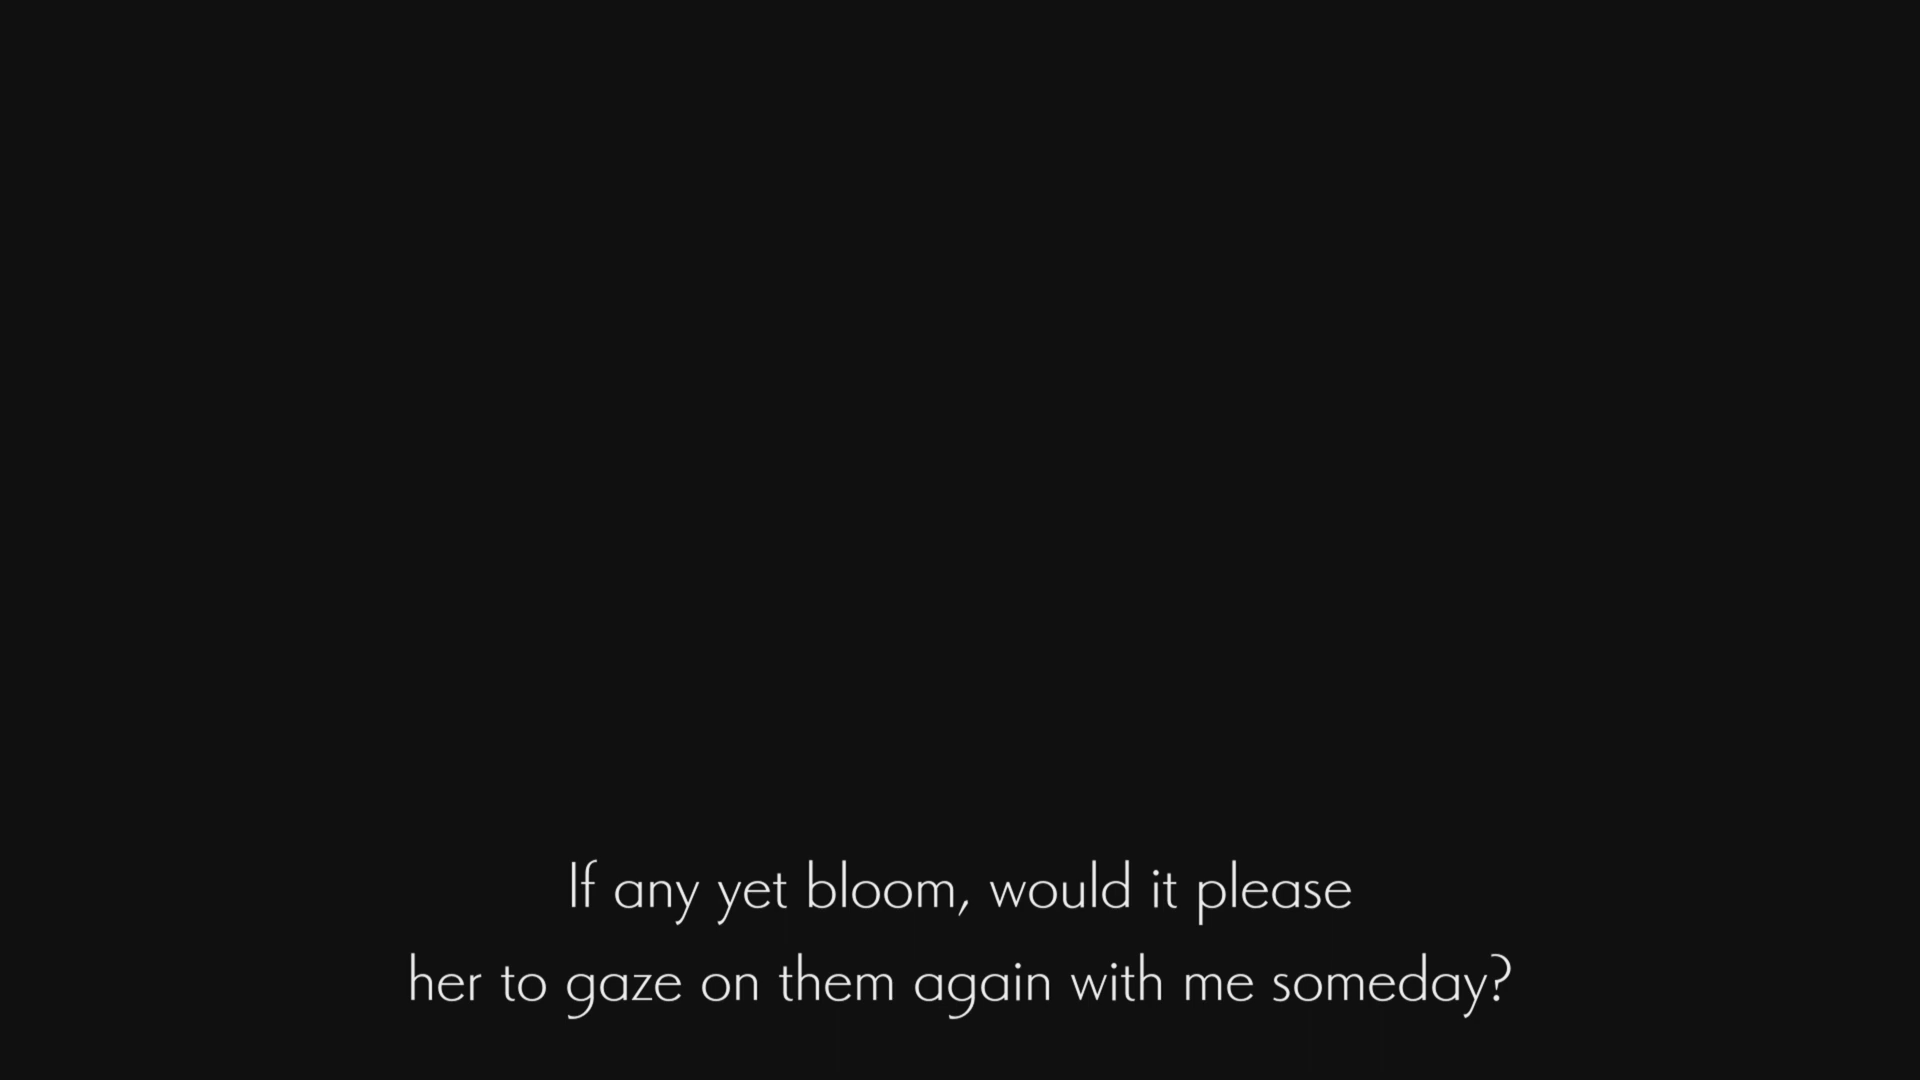 If any yet bloom, would it please
her to gaze on them again with me someday?